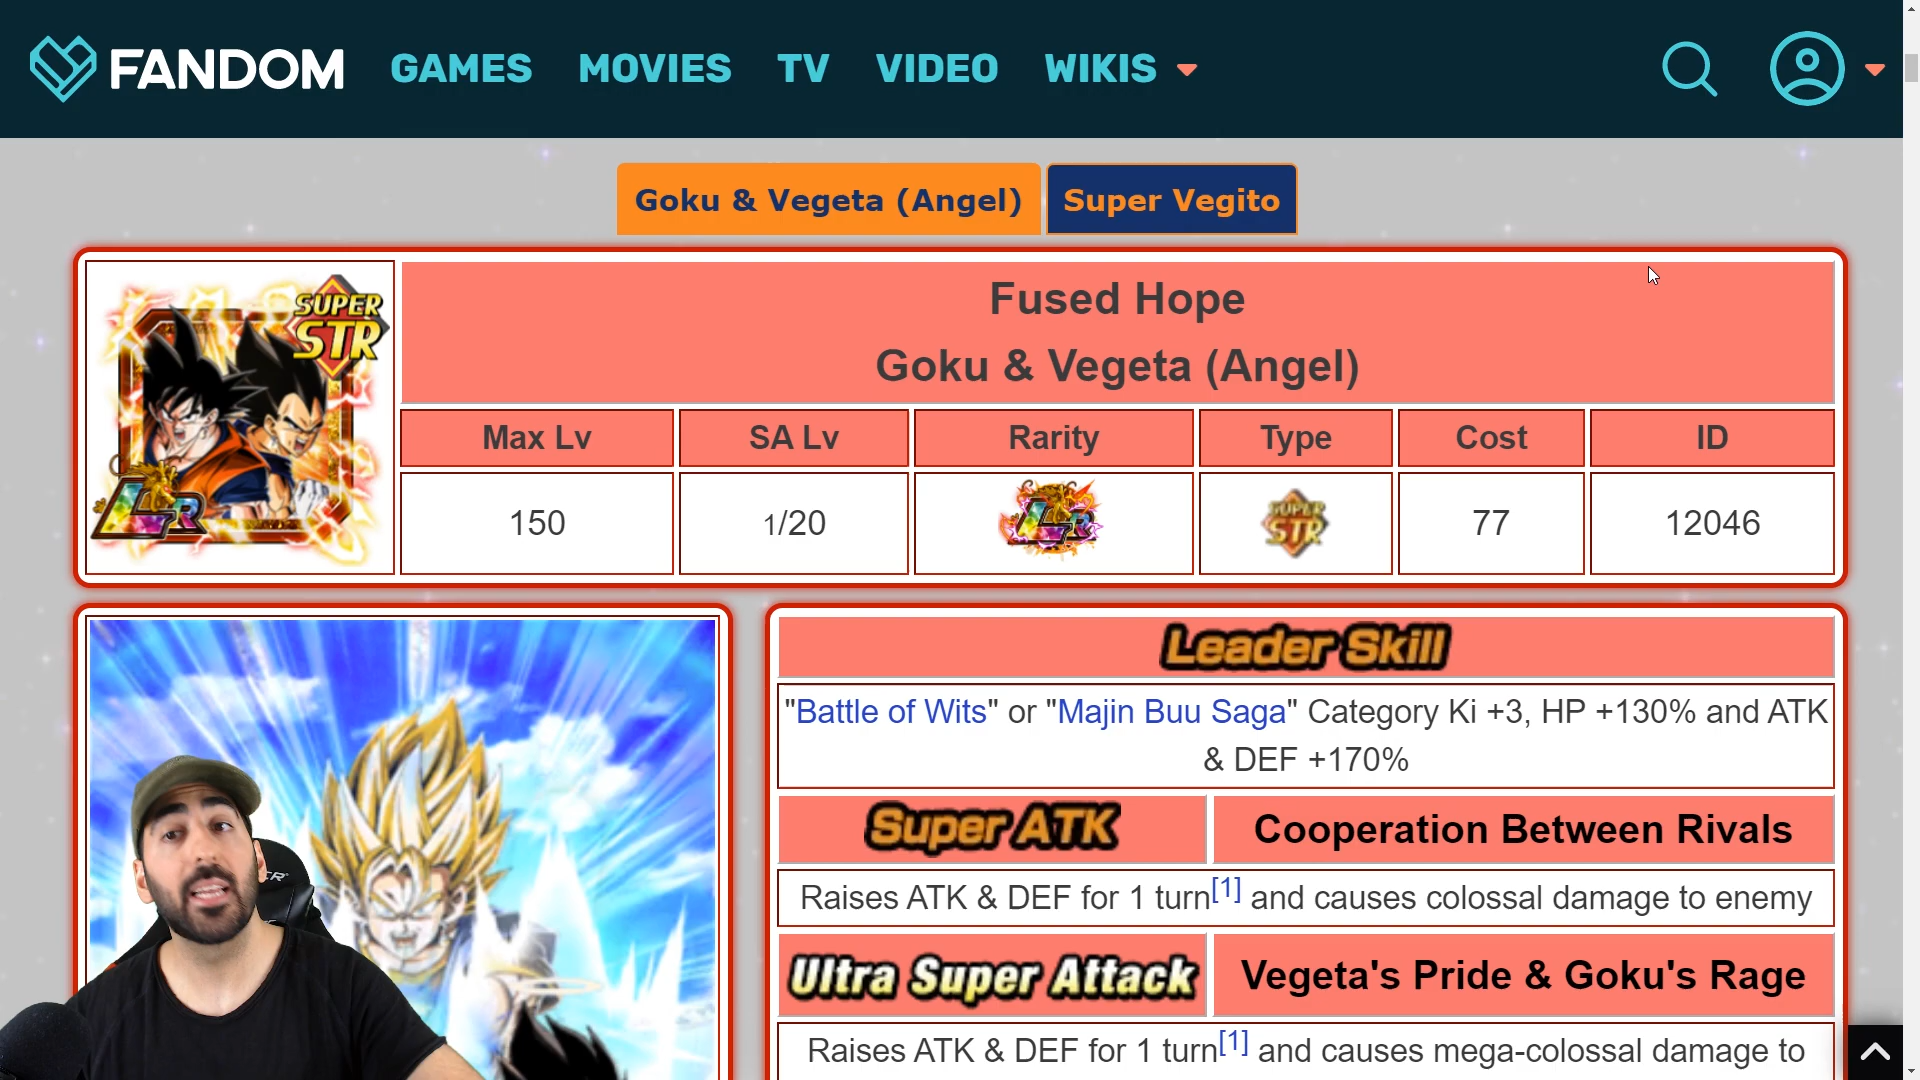 FANDOM GAMES MOVIES TV VIDEO WIKIS
Goku & Vegeta (Angel) Super Vegito
SUPER
STR
LR
Fused Hope
Goku & Vegeta (Angel)
Max Lv SA Lv Rarity Type Cost ID
150 1/20 LR SUPER STR 77 12046
Leader Skill
"Battle of Wits" or "Majin Buu Saga" Category Ki +3, HP +130% and ATK
& DEF +170%
Super ATK Cooperation Between Rivals
Raises ATK & DEF for 1 turn[1] and causes colossal damage to enemy
Ultra Super Attack Vegeta's Pride & Goku's Rage
Raises ATK & DEF for 1 turn[1] and causes mega-colossal damage to